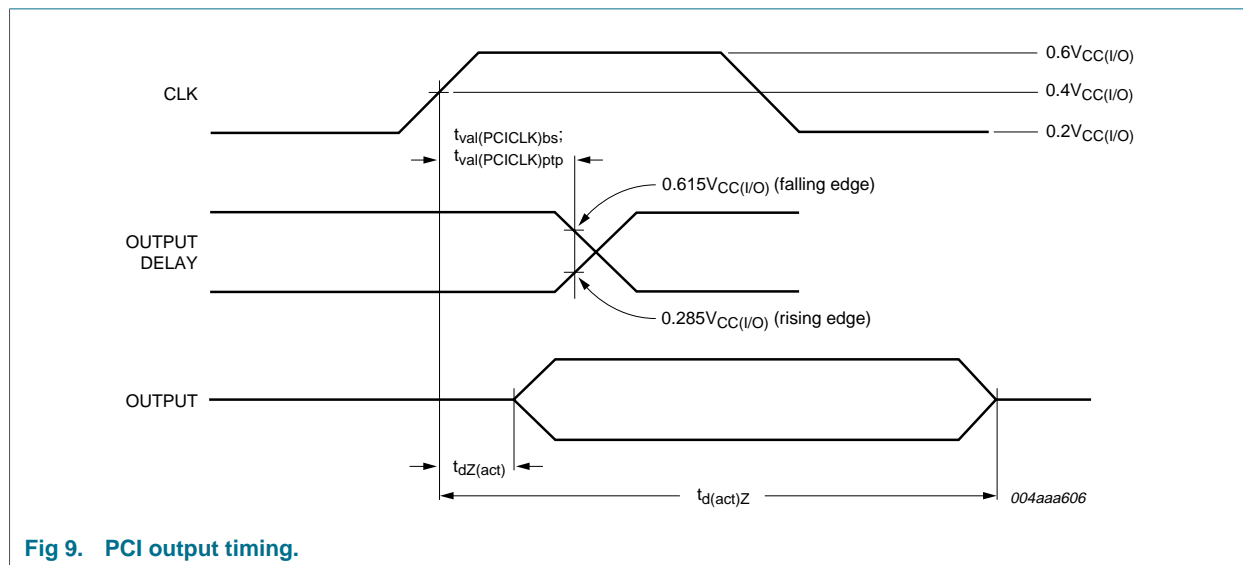 0.6VCC(I/O)
CLK
0.4VCC(I/O)
tval(PCICLK)bs;
0.2VCC(I/O)
tval(PCICLK)ptp
0.615VCC(I/O) (falling edge)
OUTPUT
DELAY
0.285VCC(I/O) (rising edge)
OUTPUT
tdZ(act)
td(act)Z
004aaa606
Fig 9. PCI output timing.